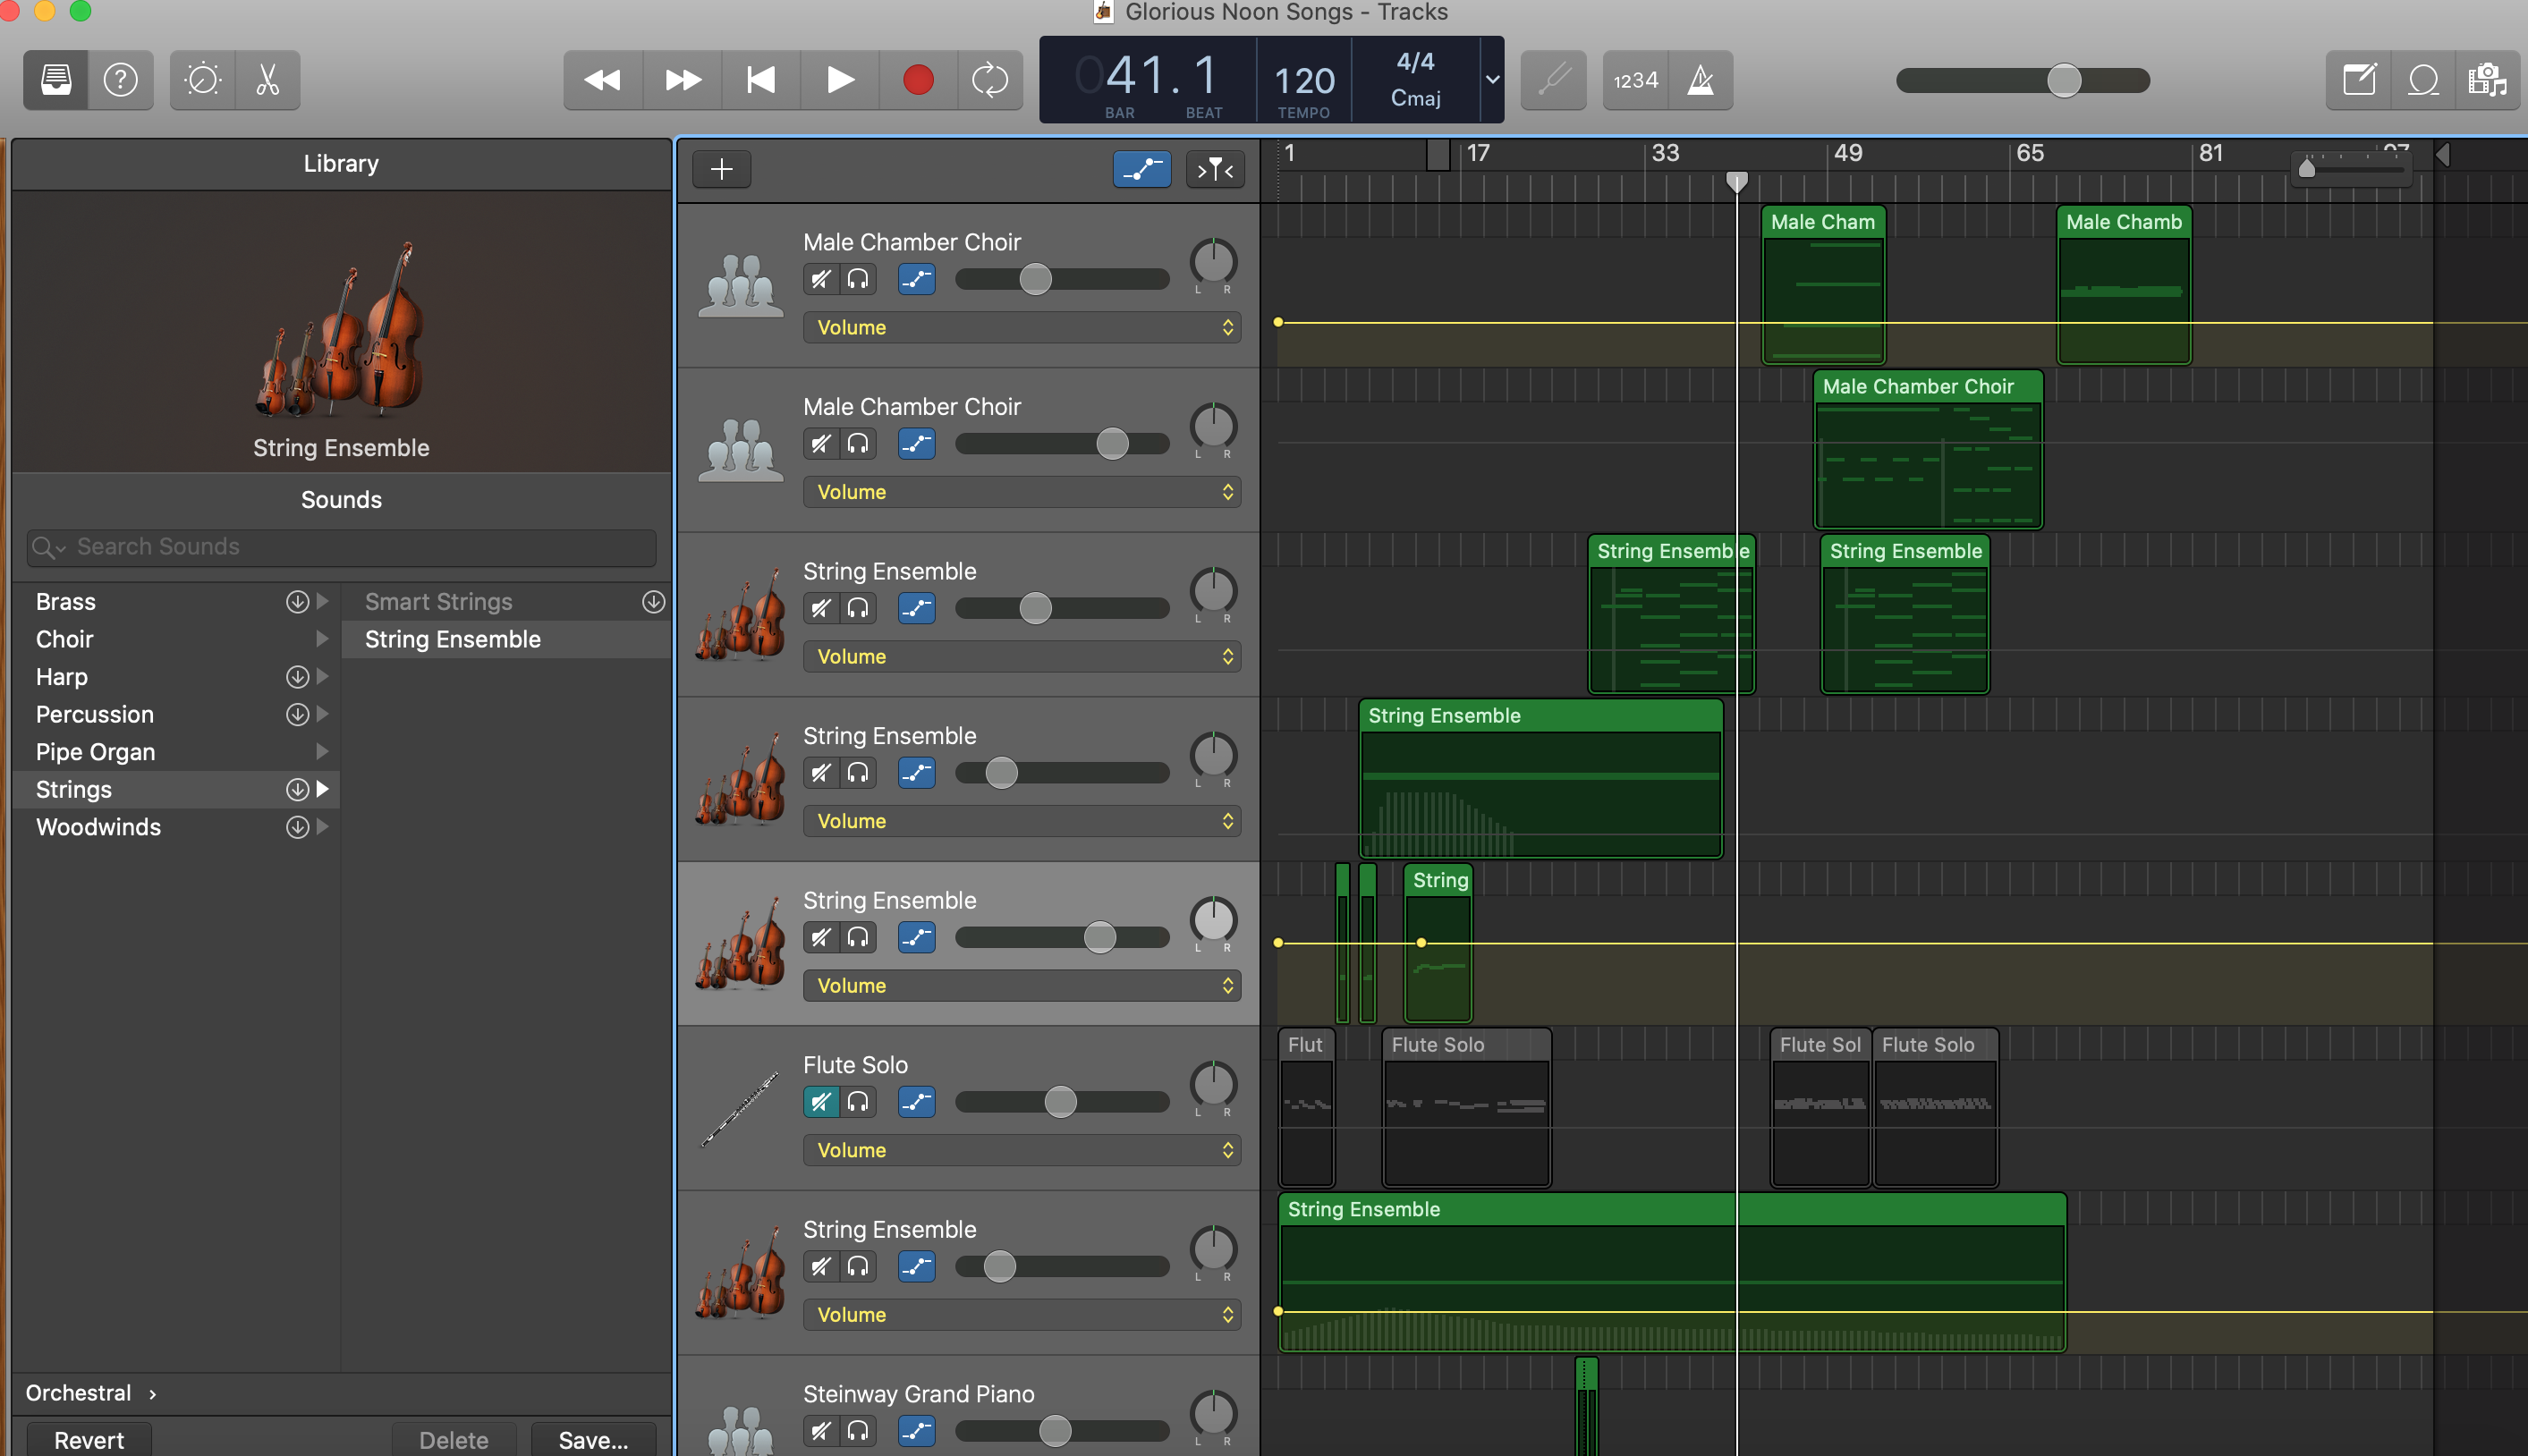 Glorious Noon Songs - Tracks
041.1
BAR BEAT
120
TEMPO
4/4
Cmaj
1234
Library
String Ensemble
Sounds
Search Sounds
Brass
Choir
Harp
Percussion
Pipe Organ
Strings
Woodwinds
Smart Strings
String Ensemble
Orchestral
Revert
Delete
Save...
1 17 33 49 65 81 97
Male Chamber Choir
L R
Volume
Male Cham
Male Chamb
Male Chamber Choir
L R
Volume
Male Chamber Choir
String Ensemble
L R
Volume
String Ensemble
String Ensemble
String Ensemble
L R
Volume
String Ensemble
String Ensemble
L R
Volume
String
Flute Solo
L R
Volume
Flut
Flute Solo
Flute Sol
Flute Solo
String Ensemble
L R
Volume
String Ensemble
Steinway Grand Piano
L R